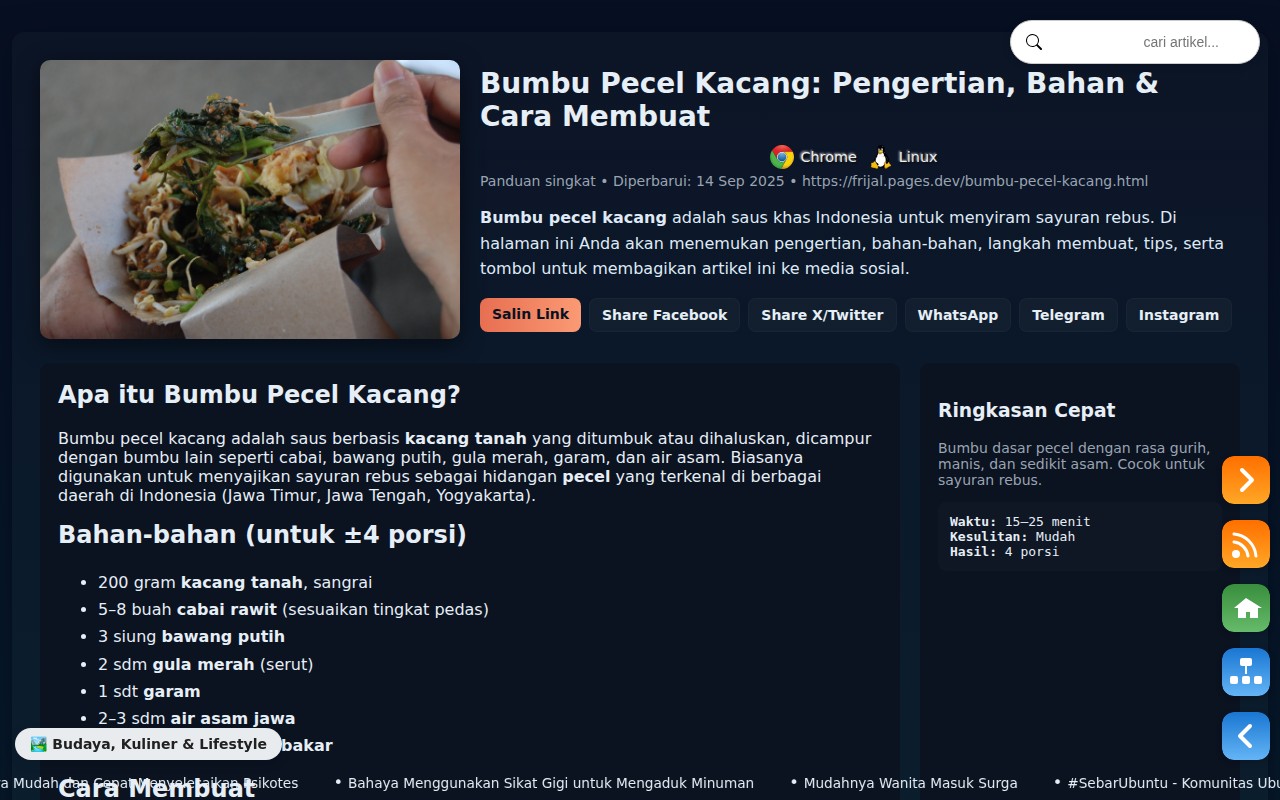 cari artikel...
Bumbu Pecel Kacang: Pengertian, Bahan &
Cara Membuat
Chrome Linux
Panduan singkat • Diperbarui: 14 Sep 2025 • https://frijal.pages.dev/bumbu-pecel-kacang.html
Bumbu pecel kacang adalah saus khas Indonesia untuk menyiram sayuran rebus. Di
halaman ini Anda akan menemukan pengertian, bahan-bahan, langkah membuat, tips, serta
tombol untuk membagikan artikel ini ke media sosial.
Salin Link Share Facebook Share X/Twitter WhatsApp Telegram Instagram
Apa itu Bumbu Pecel Kacang?
Bumbu pecel kacang adalah saus berbasis kacang tanah yang ditumbuk atau dihaluskan, dicampur
dengan bumbu lain seperti cabai, bawang putih, gula merah, garam, dan air asam. Biasanya
digunakan untuk menyajikan sayuran rebus sebagai hidangan pecel yang terkenal di berbagai
daerah di Indonesia (Jawa Timur, Jawa Tengah, Yogyakarta).
Bahan-bahan (untuk ±4 porsi)
• 200 gram kacang tanah, sangrai
• 5–8 buah cabai rawit (sesuaikan tingkat pedas)
• 3 siung bawang putih
• 2 sdm gula merah (serut)
• 1 sdt garam
• 2–3 sdm air asam jawa
bakar
Cara Membuat
Ringkasan Cepat
Bumbu dasar pecel dengan rasa gurih,
manis, dan sedikit asam. Cocok untuk
sayuran rebus.
Waktu: 15–25 menit
Kesulitan: Mudah
Hasil: 4 porsi
🏞️ Budaya, Kuliner & Lifestyle
a Mudah dan Cepat Menyelesaikan Psikotes • Bahaya Menggunakan Sikat Gigi untuk Mengaduk Minuman • Mudahnya Wanita Masuk Surga • #SebarUbuntu - Komunitas Ubu